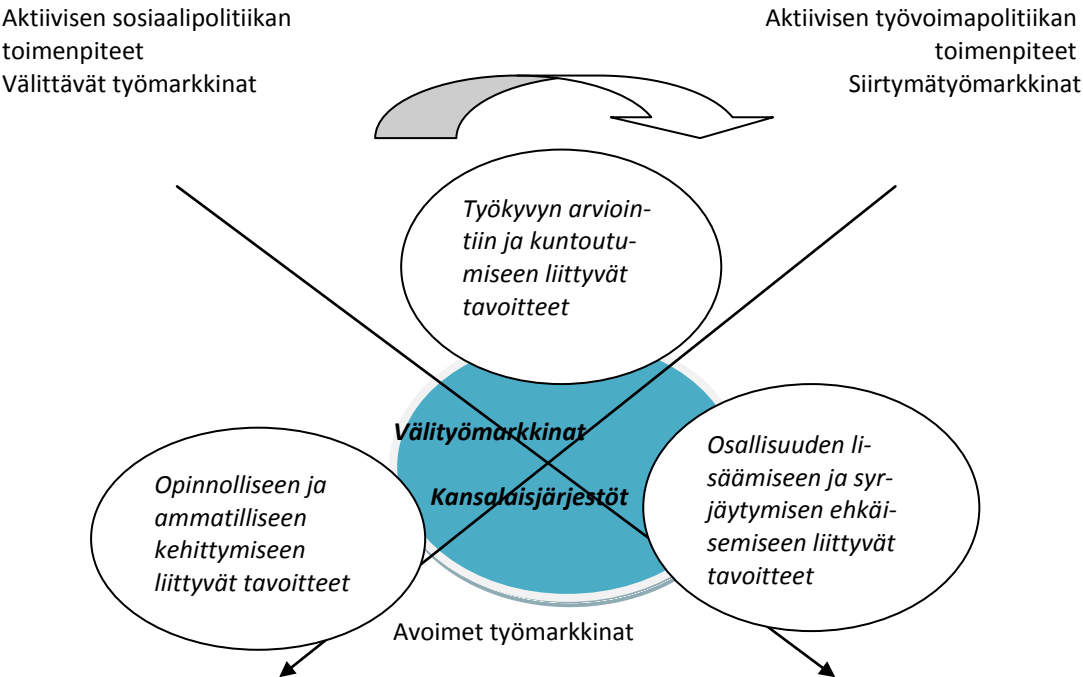 Aktiivisen sosiaalipolitiikan
toimenpiteet
Välittävät työmarkkinat
Aktiivisen työvoimapolitiikan
toimenpiteet
Siirtymätyömarkkinat
Työkyvyn arvioin-
tiin ja kuntoutu-
miseen liittyvät
tavoitteet
Välityömarkkinat
Kansalaisjärjestöt
Opinnolliseen ja
ammatilliseen
kehittymiseen
liittyvät tavoitteet
Osallisuuden li-
säämiseen ja syr-
jäytymisen ehkäi-
semiseen liittyvät
tavoitteet
Avoimet työmarkkinat